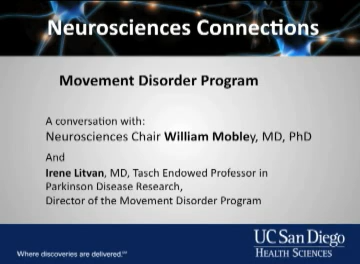 Neurosciences Connections
Movement Disorder Program
A conversation with:
Neurosciences Chair William Mobley, MD, PhD
And
Irene Litvan, MD, Tasch Endowed Professor in
Parkinson Disease Research,
Director of the Movement Disorder Program
UC San Diego
HEALTH SCIENCES
Where discoveries are delivered.℠